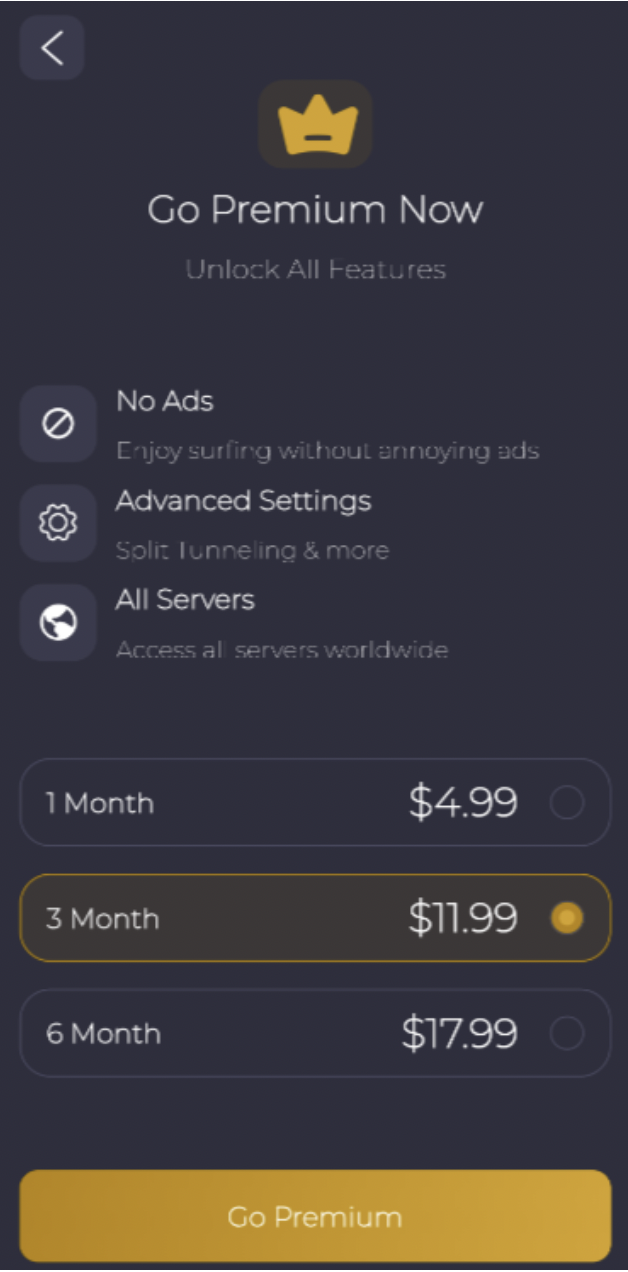 Go Premium Now
Unlock All Features
No Ads
Enjoy surfing without annoying ads
Advanced Settings
Split Tunneling & more
All Servers
Access all servers worldwide
1 Month $4.99
3 Month $11.99
6 Month $17.99
Go Premium